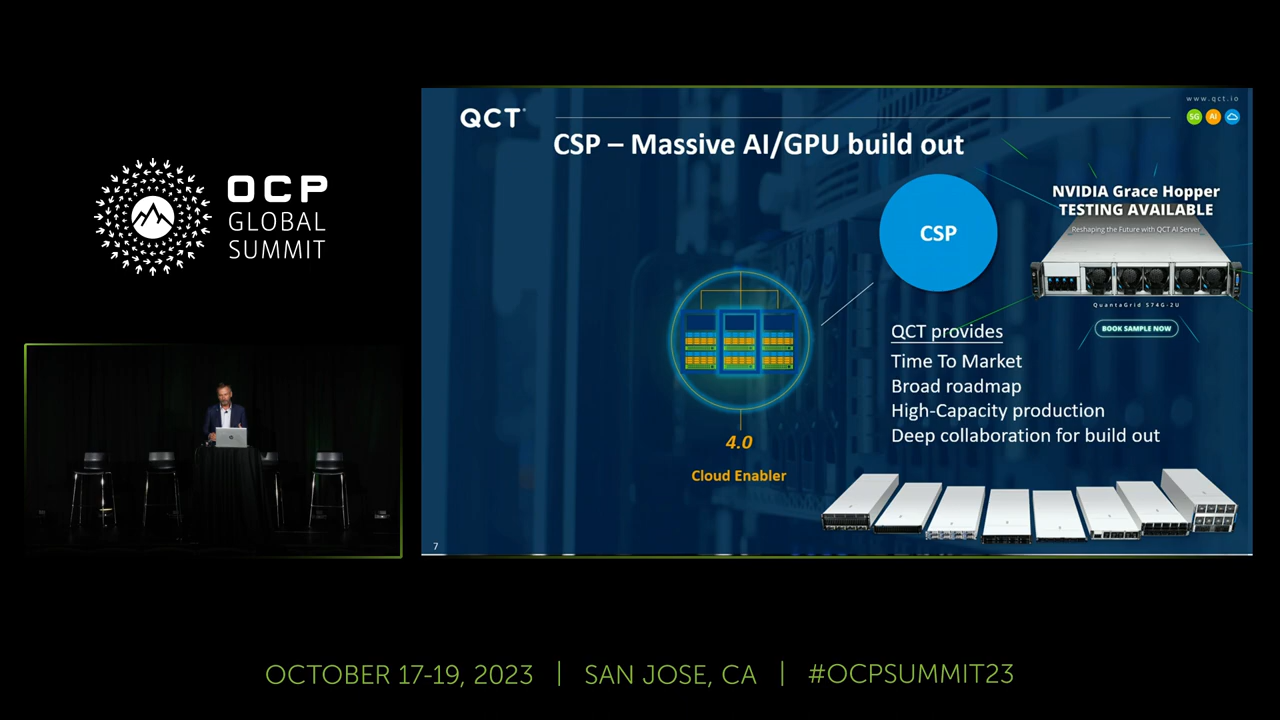 OCP
GLOBAL
SUMMIT
QCT
www.qct.io
5G AI
CSP – Massive AI/GPU build out
CSP
NVIDIA Grace Hopper
TESTING AVAILABLE
Reshaping the Future with QCT AI Server
QuantaGrid S74G-2U
BOOK SAMPLE NOW
QCT provides
Time To Market
Broad roadmap
High-Capacity production
Deep collaboration for build out
4.0
Cloud Enabler
7
OCTOBER 17-19, 2023 | SAN JOSE, CA | #OCPSUMMIT23